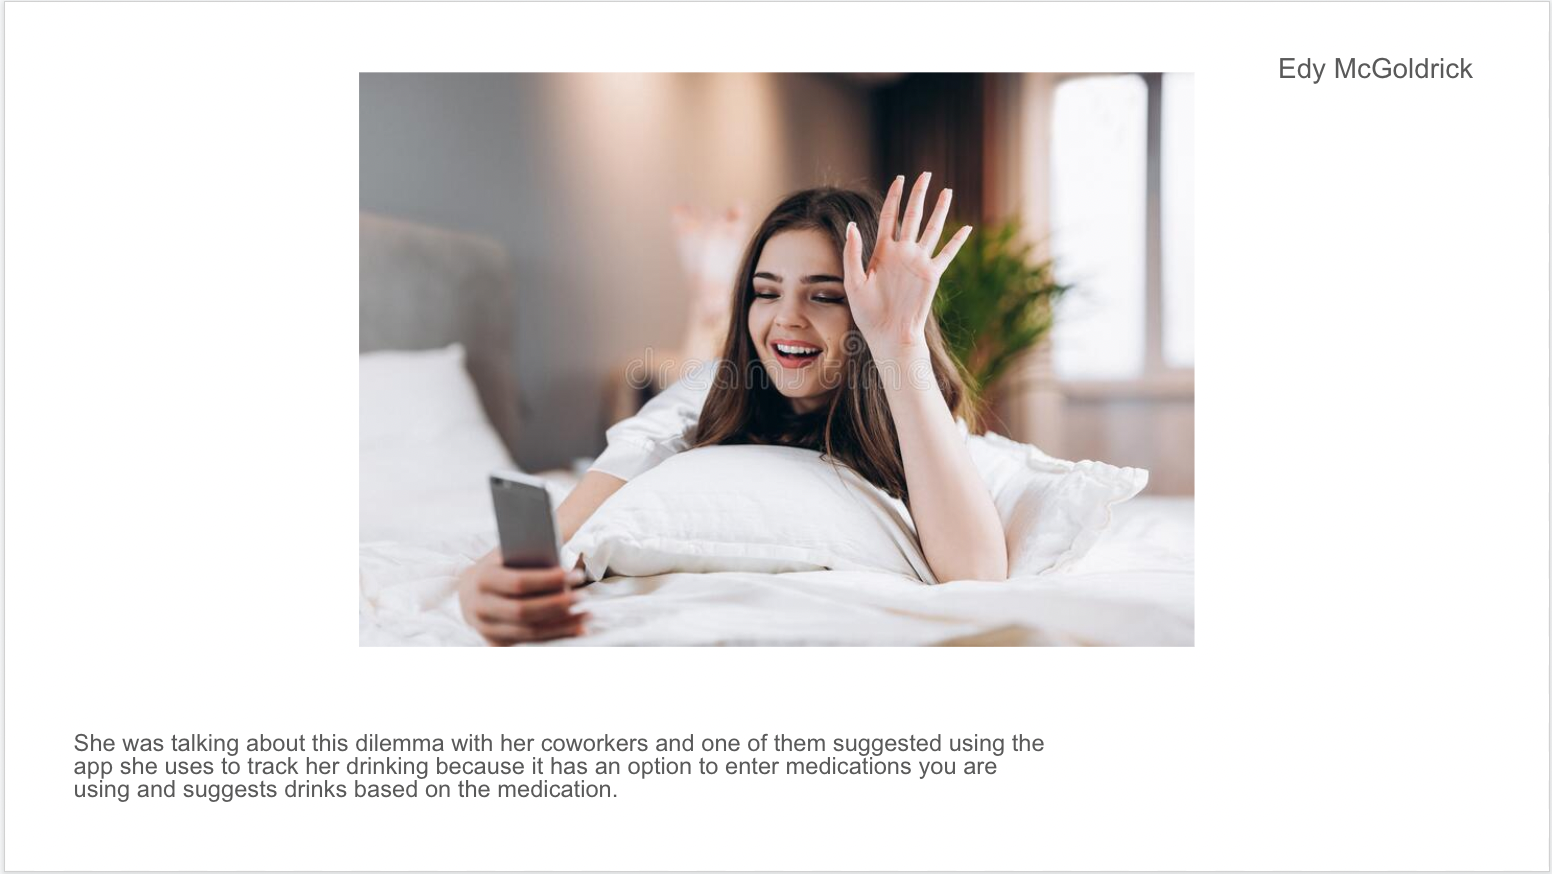 Edy McGoldrick
dreamstime
She was talking about this dilemma with her coworkers and one of them suggested using the
app she uses to track her drinking because it has an option to enter medications you are
using and suggests drinks based on the medication.